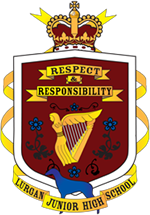 RESPECT
&
RESPONSIBILITY
LURGAN JUNIOR HIGH SCHOOL